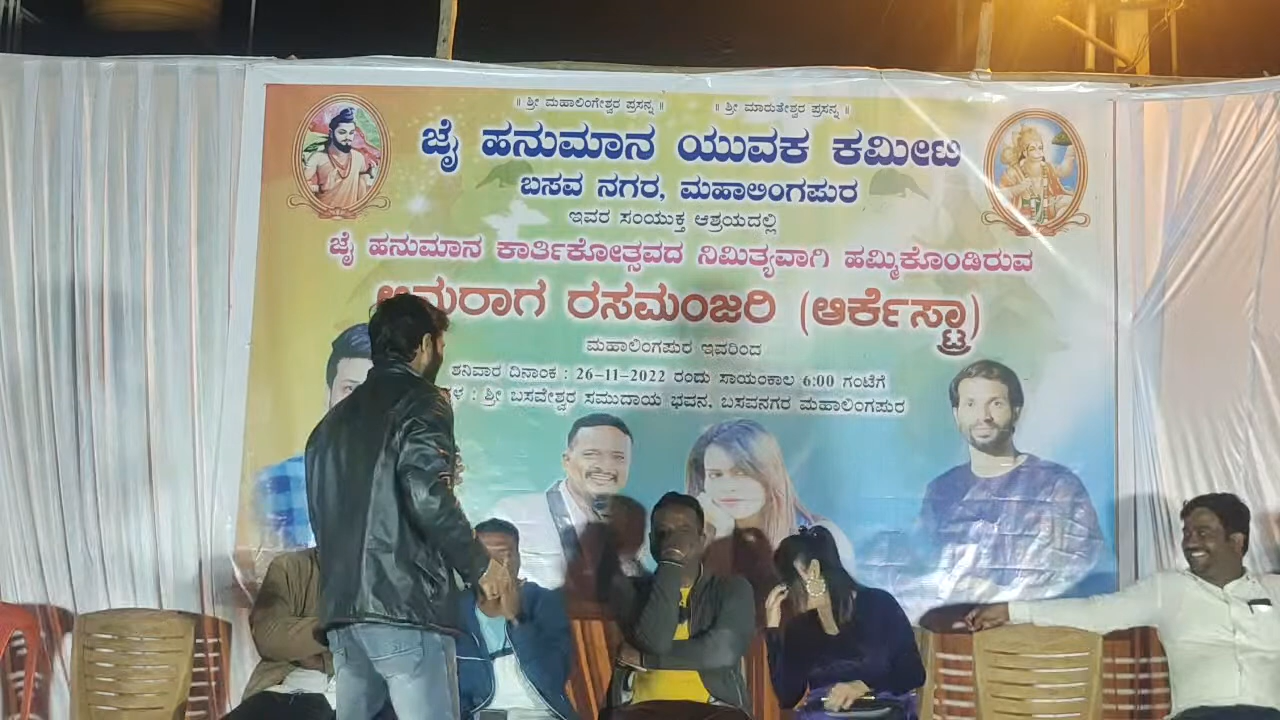 ॥ ಶ್ರೀ ಮಹಾಲಿಂಗೇಶ್ವರ ಪ್ರಸನ್ನ ॥ ॥ ಶ್ರೀ ಮಾರುತೇಶ್ವರ ಪ್ರಸನ್ನ ॥
ಜೈ ಹನುಮಾನ ಯುವಕ ಕಮೀಟಿ
ಬಸವ ನಗರ, ಮಹಾಲಿಂಗಪುರ
ಇವರ ಸಂಯುಕ್ತ ಆಶ್ರಯದಲ್ಲಿ
ಜೈ ಹನುಮಾನ ಕಾರ್ತಿಕೋತ್ಸವದ ನಿಮಿತ್ಯವಾಗಿ ಹಮ್ಮಿಕೊಂಡಿರುವ
ರಸಮಂಜರಿ (ಆರ್ಕೆಸ್ಟ್ರಾ)
ಮಹಾಲಿಂಗಪುರ ಇವರಿಂದ
ಶನಿವಾರ ದಿನಾಂಕ : 26-11-2022 ರಂದು ಸಾಯಂಕಾಲ 6:00 ಗಂಟೆಗೆ
: ಶ್ರೀ ಬಸವೇಶ್ವರ ಸಮುದಾಯ ಭವನ, ಬಸವನಗರ ಮಹಾಲಿಂಗಪುರ